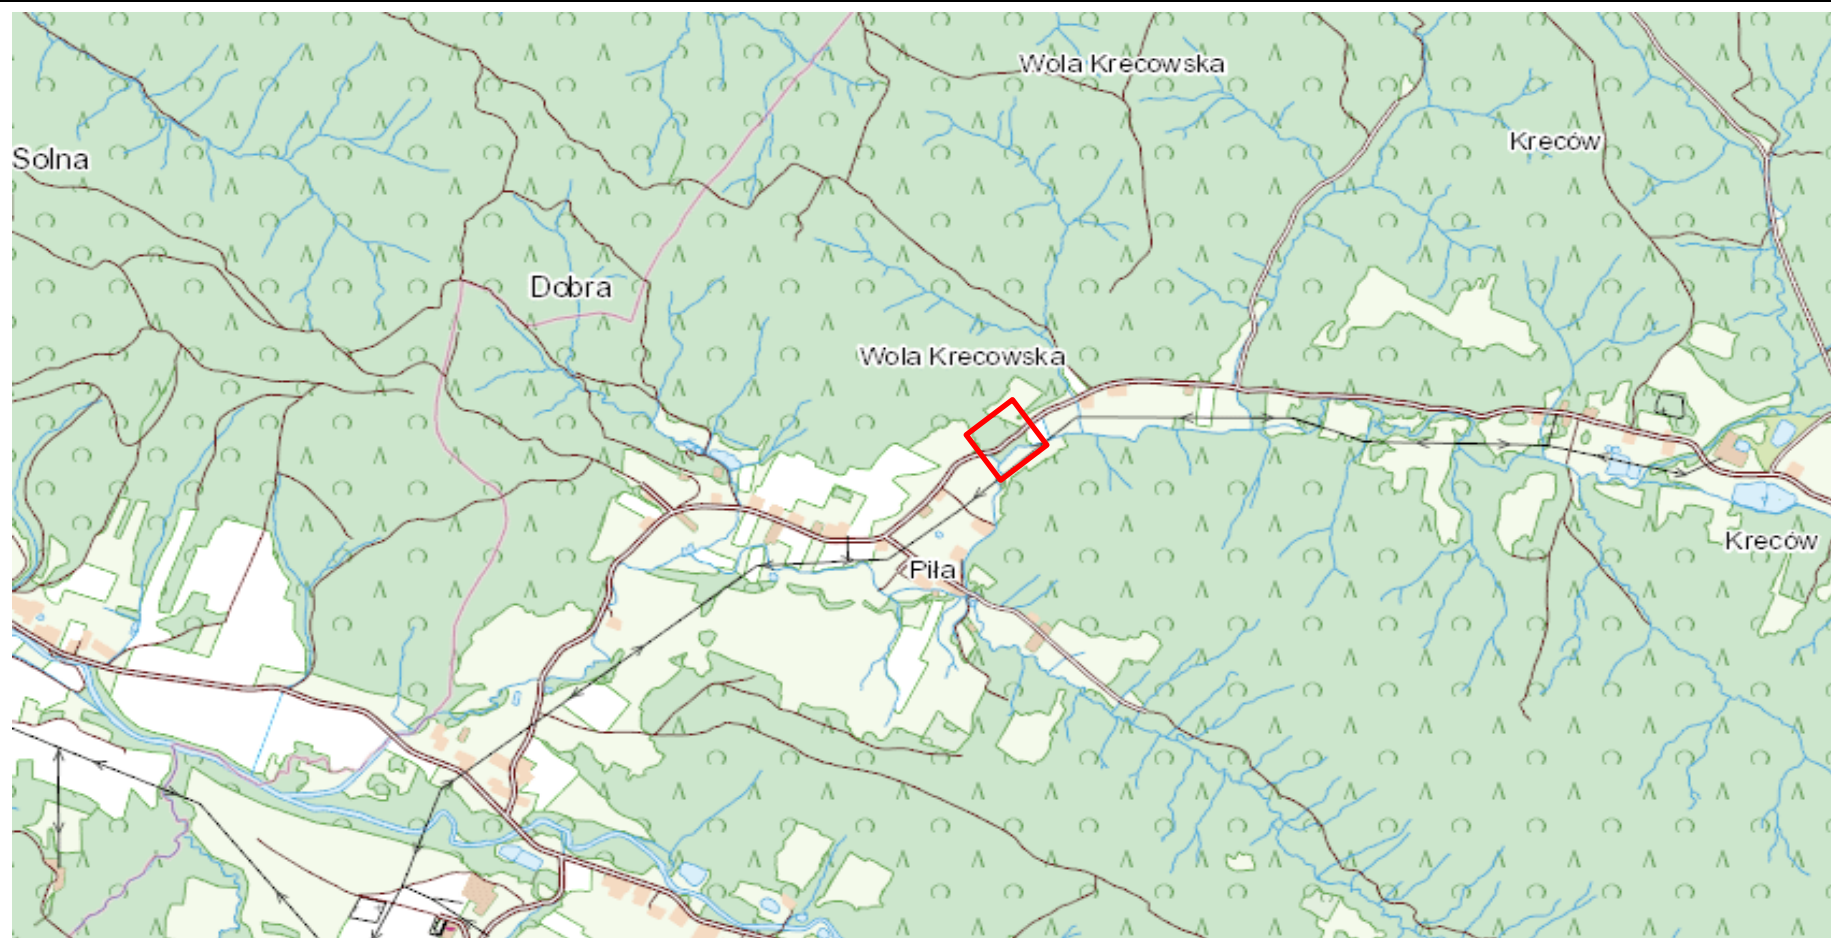 Wola Krecowska
Kreców
Solna
Dobra
Wola Krecowska
Kreców
Piła